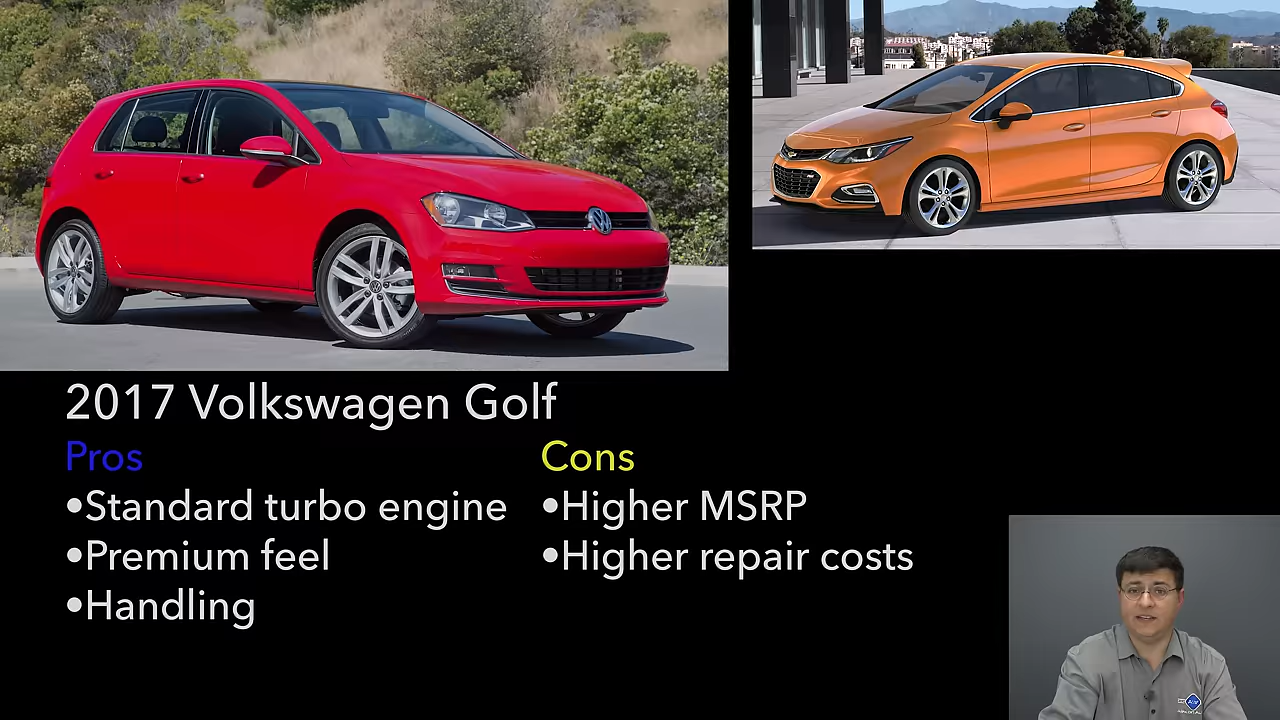 2017 Volkswagen Golf
Pros
•Standard turbo engine
•Premium feel
•Handling
Cons
•Higher MSRP
•Higher repair costs